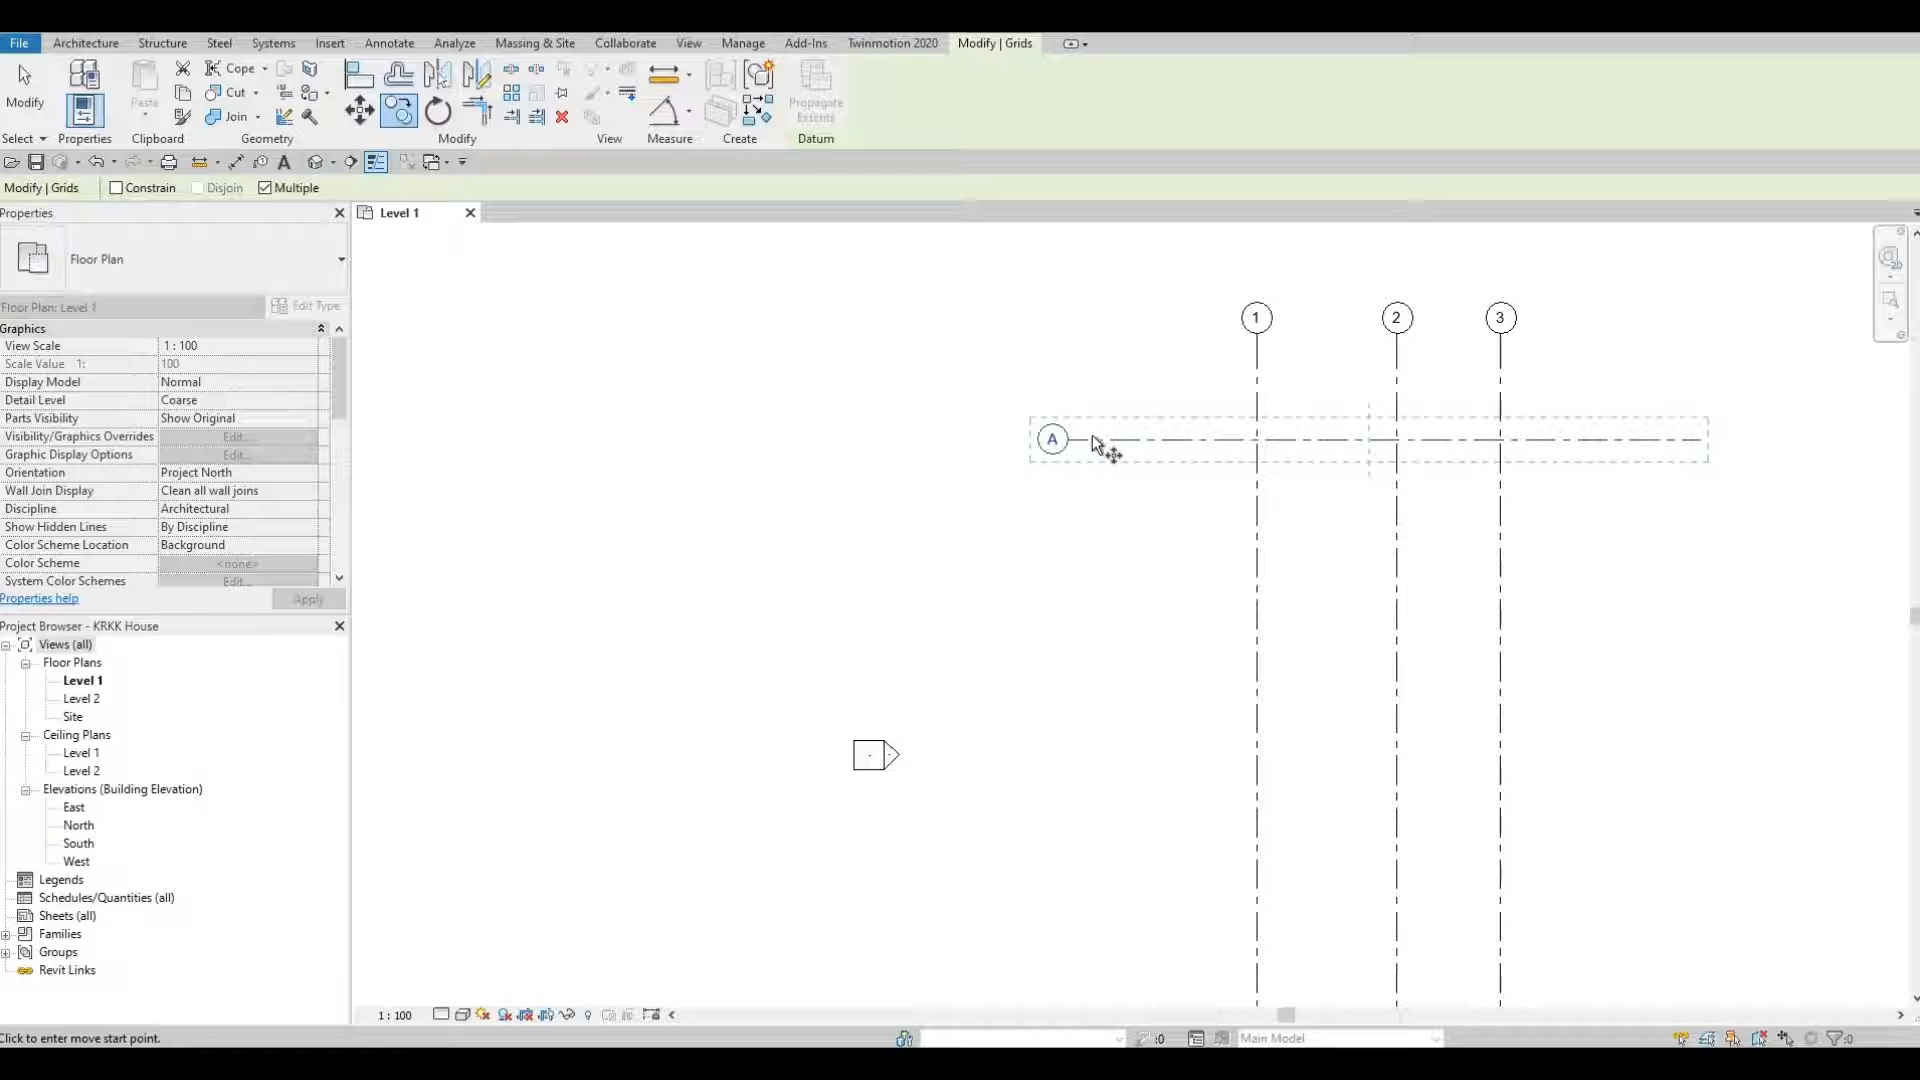 File Architecture Structure Steel Systems Insert Annotate Analyze Massing & Site Collaborate View Manage Add-Ins Twinmotion 2020 Modify | Grids
Modify Paste Cope Cut Join Propagate Extents
Select Properties Clipboard Geometry Modify View Measure Create Datum
Modify | Grids Constrain Disjoin Multiple
Properties
Level 1
Floor Plan
Floor Plan: Level 1 Edit Type
Graphics
View Scale 1 : 100
Scale Value 1: 100
Display Model Normal
Detail Level Coarse
Parts Visibility Show Original
Visibility/Graphics Overrides Edit...
Graphic Display Options Edit...
Orientation Project North
Wall Join Display Clean all wall joins
Discipline Architectural
Show Hidden Lines By Discipline
Color Scheme Location Background
Color Scheme <none>
System Color Schemes Edit...
Properties help Apply
Project Browser - KRKK House
Views (all)
Floor Plans
Level 1
Level 2
Site
Ceiling Plans
Level 1
Level 2
Elevations (Building Elevation)
East
North
South
West
Legends
Schedules/Quantities (all)
Sheets (all)
Families
Groups
Revit Links
1 2 3
A
1 : 100
Click to enter move start point. :0 Main Model :0